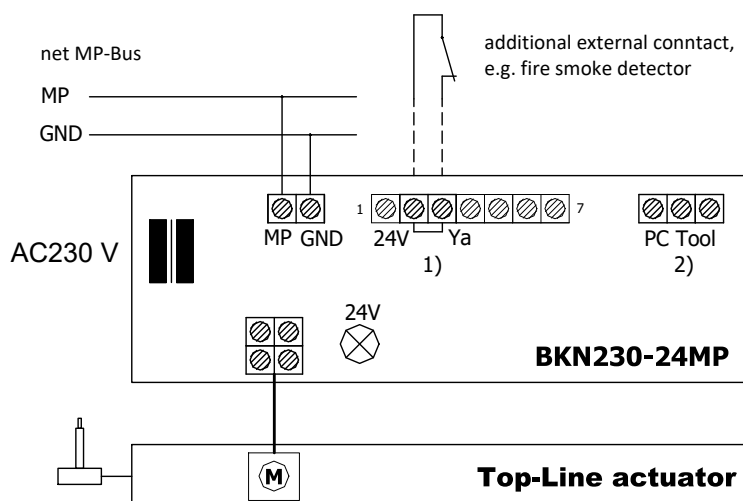 net MP-Bus
additional external conntact,
e.g. fire smoke detector
MP
GND
1
7
MP GND
24V
Ya
PC Tool
AC230 V
1)
2)
24V
BKN230-24MP
M
Top-Line actuator